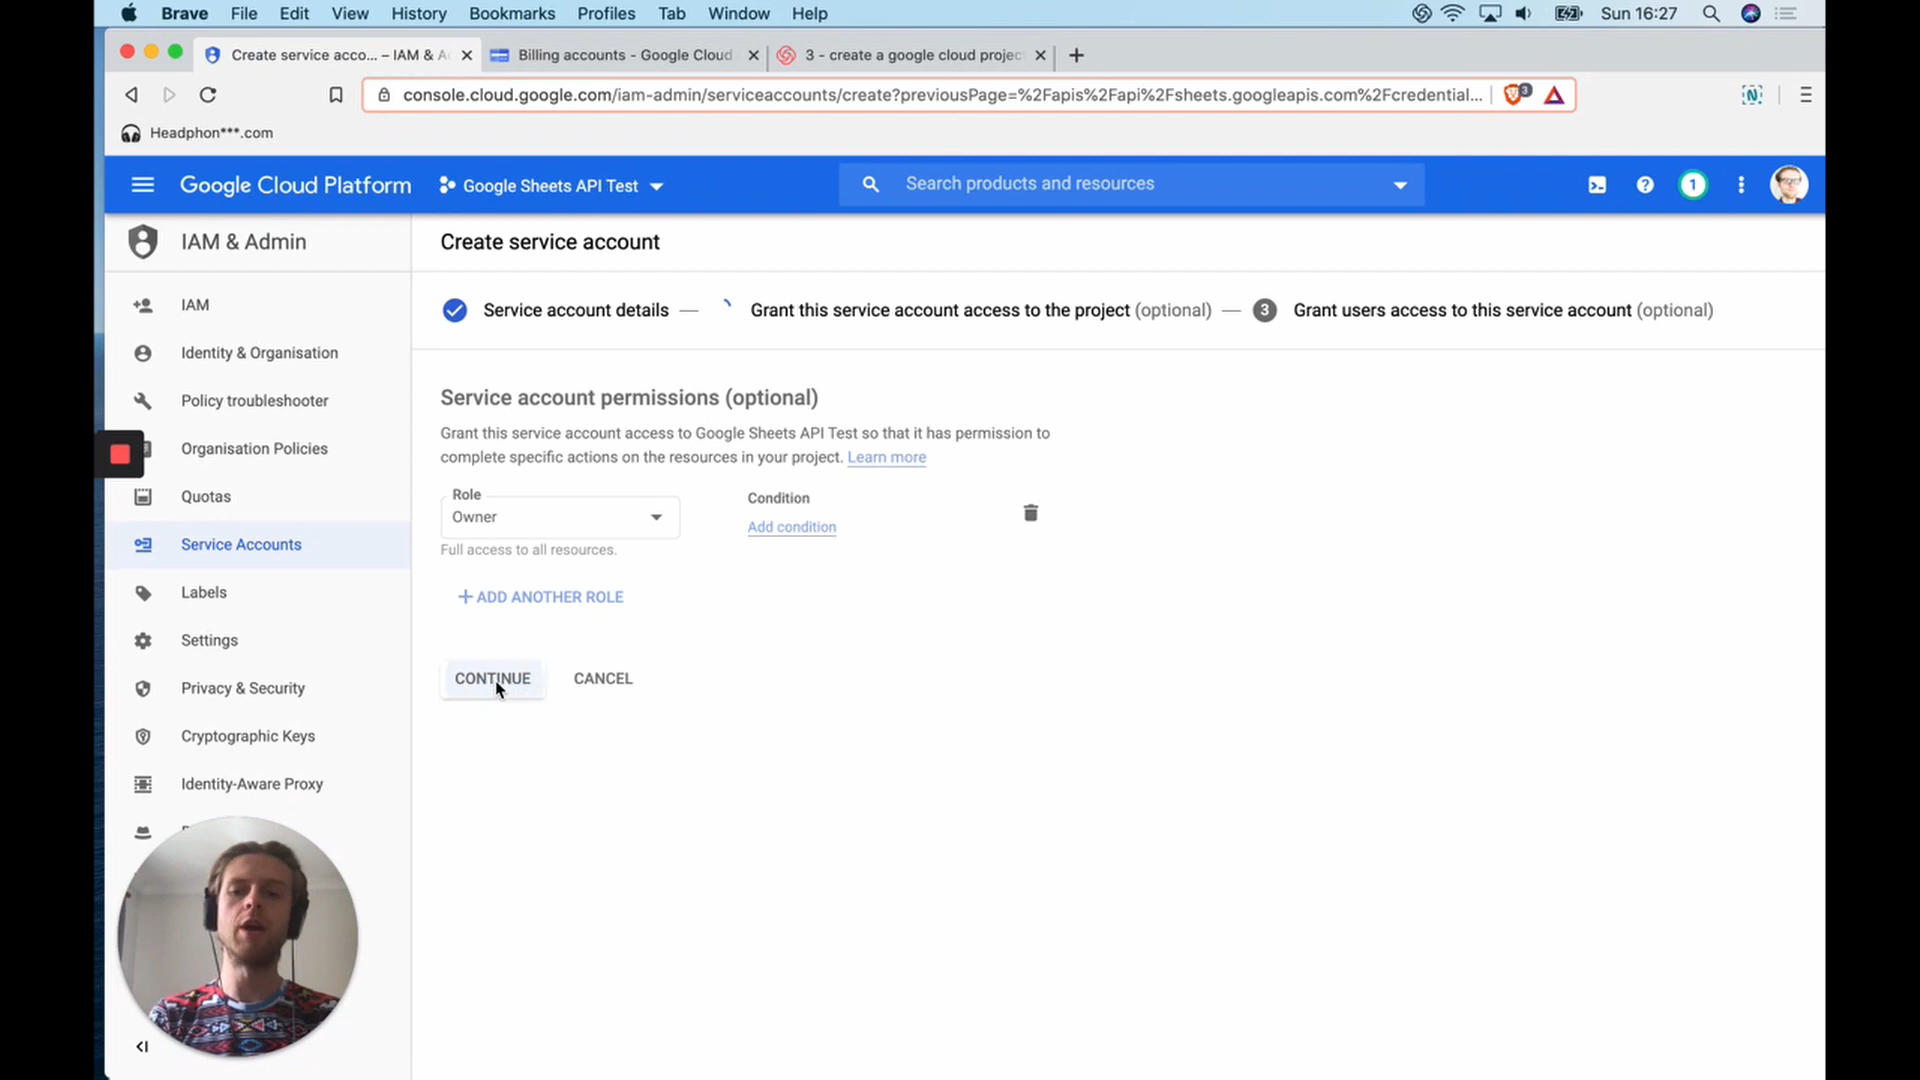 Brave File Edit View History Bookmarks Profiles Tab Window Help Sun 16:27
Create service acco... – IAM & A Billing accounts - Google Cloud 3 - create a google cloud projec
console.cloud.google.com/iam-admin/serviceaccounts/create?previousPage=%2Fapis%2Fapi%2Fsheets.googleapis.com%2Fcredential... 3
Headphon***.com
Google Cloud Platform Google Sheets API Test Search products and resources 1
IAM & Admin
Create service account
IAM
Service account details — Grant this service account access to the project (optional) — 3 Grant users access to this service account (optional)
Identity & Organisation
Policy troubleshooter
Organisation Policies
Quotas
Service Accounts
Labels
Settings
Privacy & Security
Cryptographic Keys
Identity-Aware Proxy
Service account permissions (optional)
Grant this service account access to Google Sheets API Test so that it has permission to
complete specific actions on the resources in your project. Learn more
Role
Owner
Full access to all resources.
Condition
Add condition
+ ADD ANOTHER ROLE
CONTINUE CANCEL